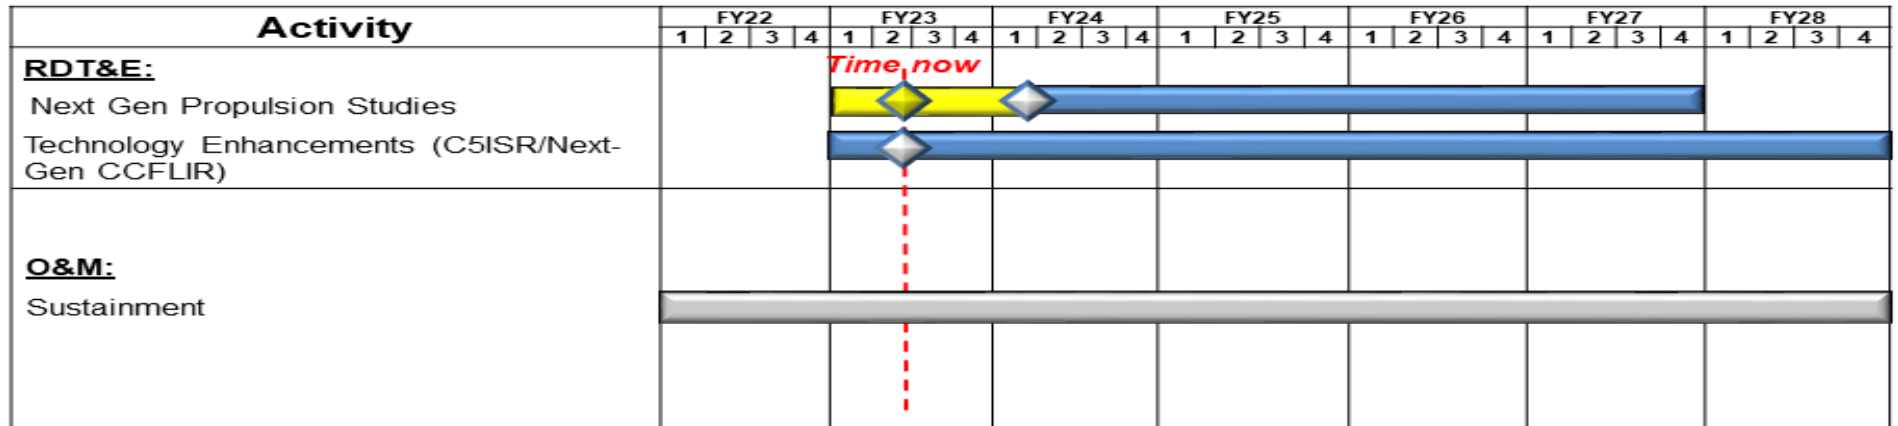 Activity
FY22 FY23 FY24 FY25 FY26 FY27 FY28
1 2 3 4 1 2 3 4 1 2 3 4 1 2 3 4 1 2 3 4 1 2 3 4 1 2 3 4
RDT&E:
Time now
Next Gen Propulsion Studies
Technology Enhancements (C5ISR/Next-
Gen CCFLIR)
O&M:
Sustainment